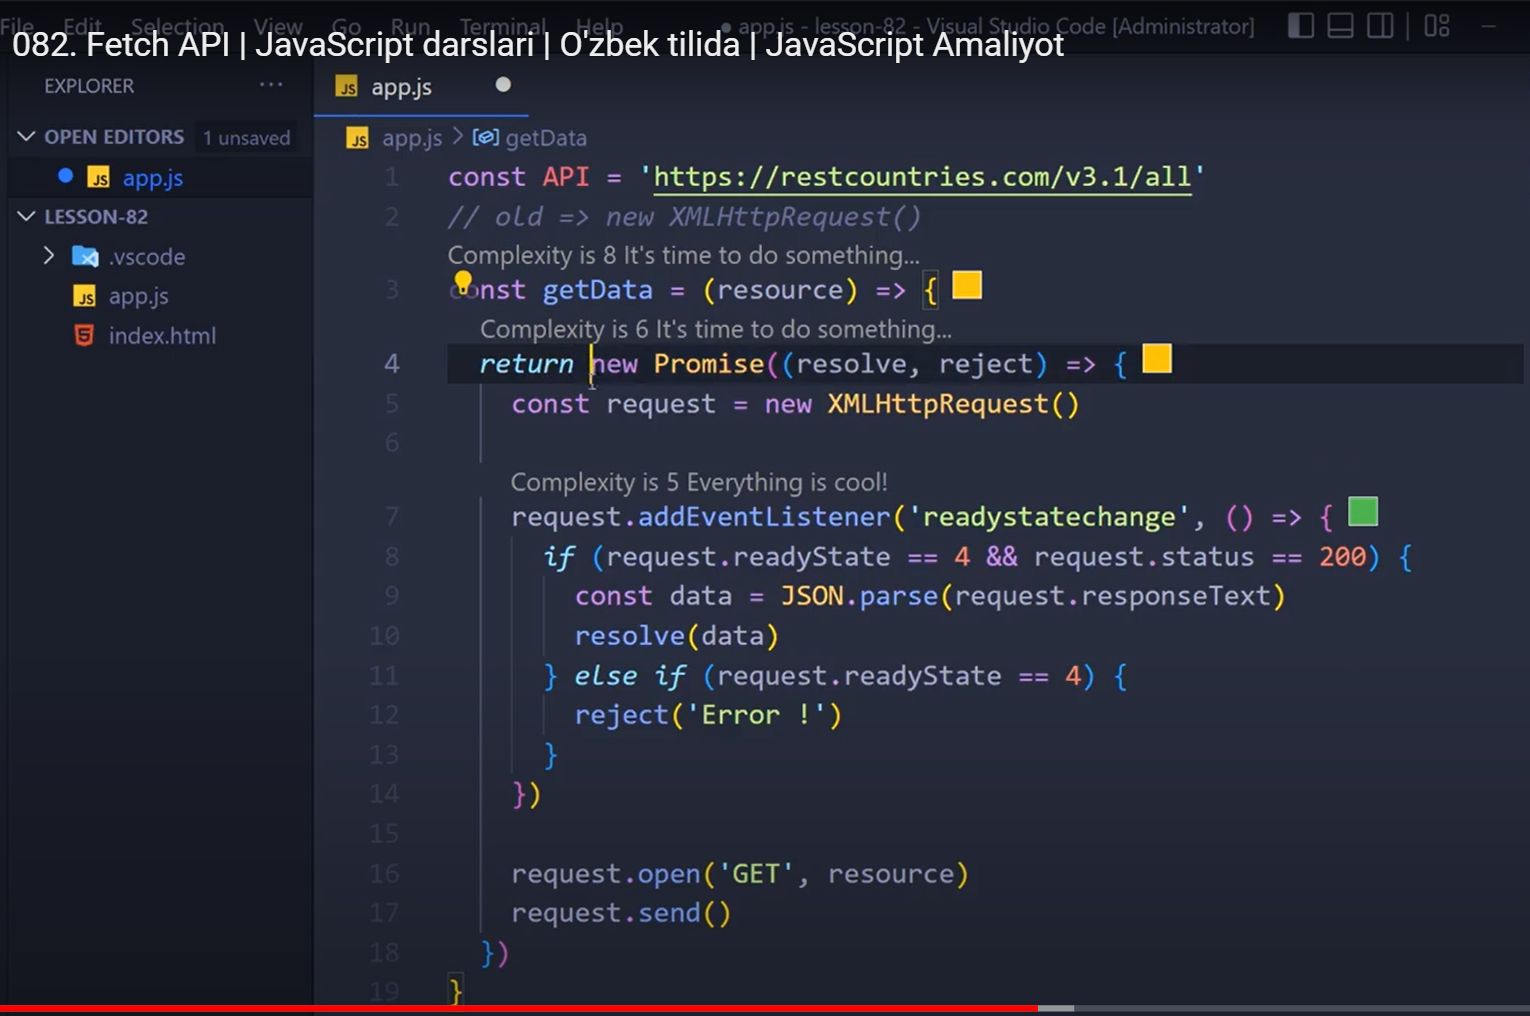 File Edit Selection View Go Run Terminal Help ● app.js - lesson-82 - Visual Studio Code [Administrator]
082. Fetch API | JavaScript darslari | O'zbek tilida | JavaScript Amaliyot
EXPLORER ...
OPEN EDITORS 1 unsaved
JS app.js
LESSON-82
.vscode
JS app.js
index.html
JS app.js
JS app.js > getData
1 const API = 'https://restcountries.com/v3.1/all'
2 // old => new XMLHttpRequest()
Complexity is 8 It's time to do something...
3 const getData = (resource) => {
Complexity is 6 It's time to do something...
4 return new Promise((resolve, reject) => {
5 const request = new XMLHttpRequest()
6
Complexity is 5 Everything is cool!
7 request.addEventListener('readystatechange', () => {
8 if (request.readyState == 4 && request.status == 200) {
9 const data = JSON.parse(request.responseText)
10 resolve(data)
11 } else if (request.readyState == 4) {
12 reject('Error !')
13 }
14 })
15
16 request.open('GET', resource)
17 request.send()
18 })
19 }